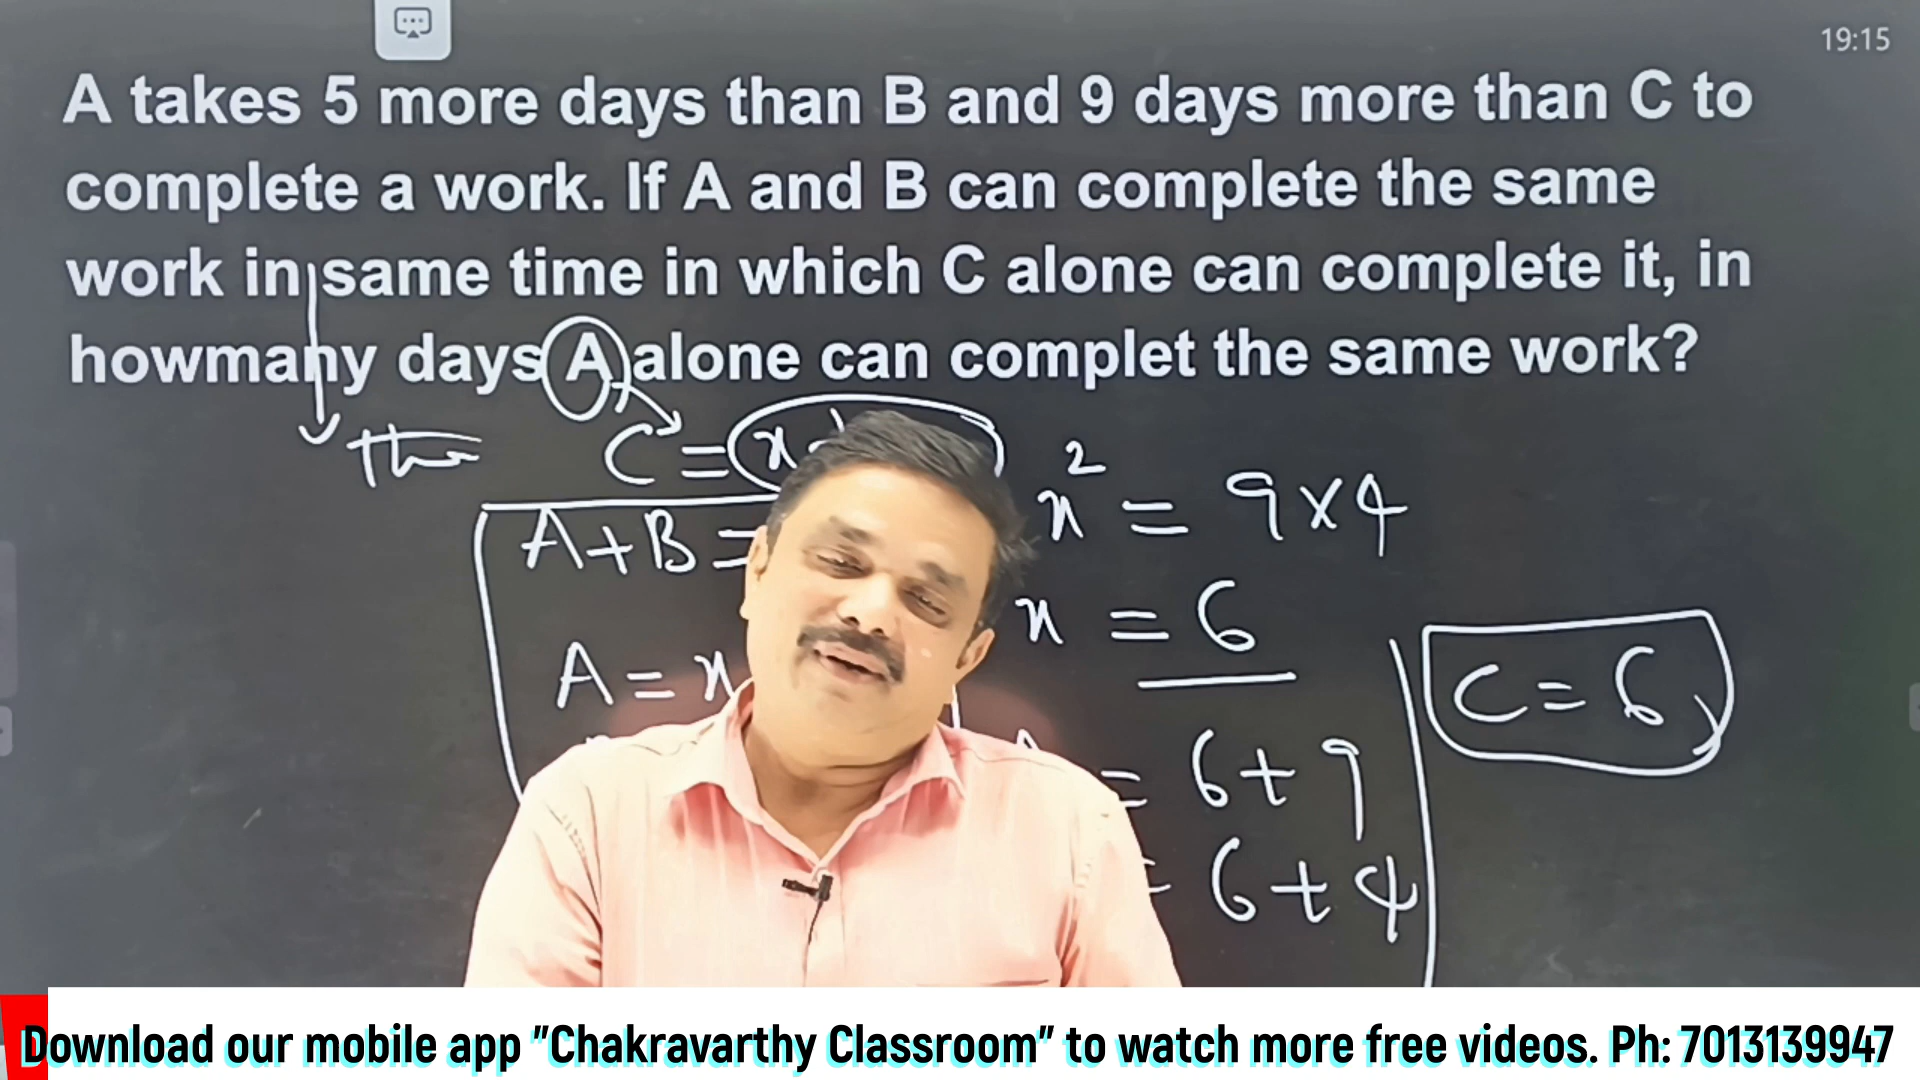 19:15
A takes 5 more days than B and 9 days more than C to
complete a work. If A and B can complete the same
work in same time in which C alone can complete it, in
howmany days A alone can complet the same work?
C = x
A+B =
A = x
x² = 9×4
x = 6
= 6+9
= 6+4
C = 6
Download our mobile app "Chakravarthy Classroom" to watch more free videos. Ph: 7013139947